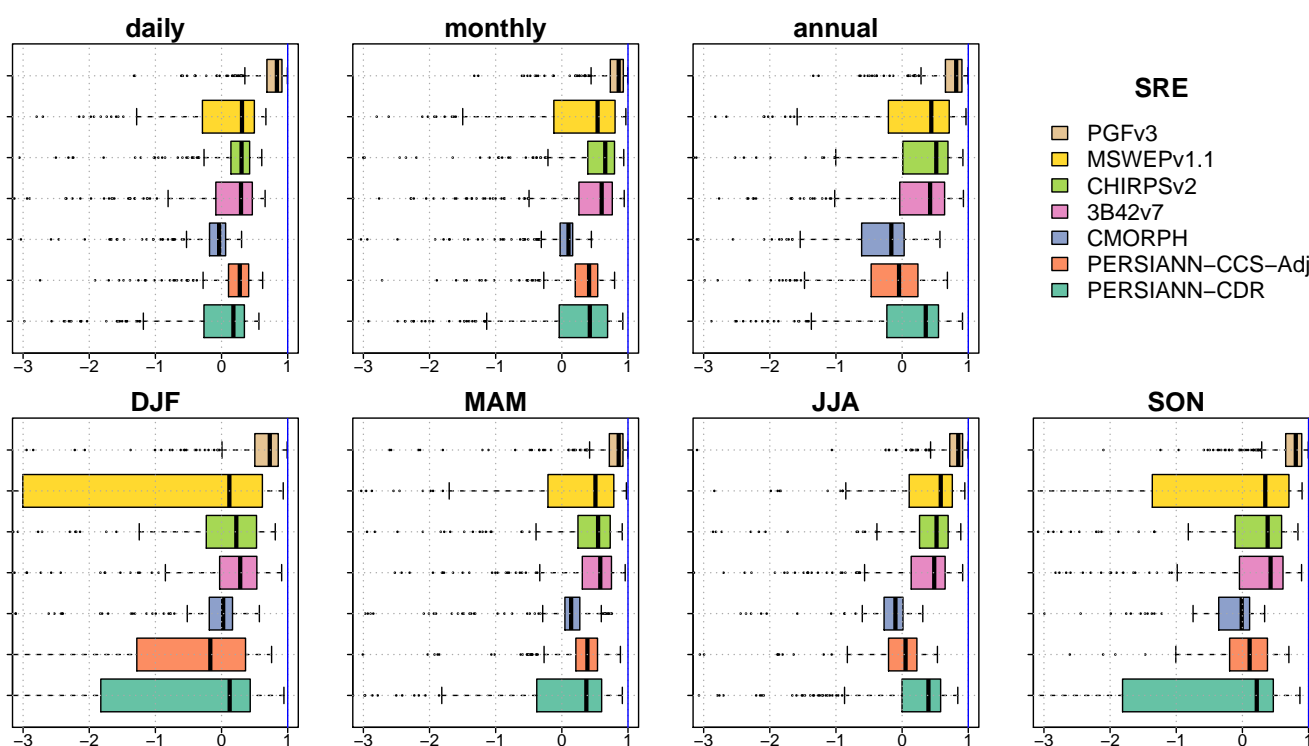 daily
monthly
annual
−3 −2 −1 0 1
−3 −2 −1 0 1
−3 −2 −1 0 1
SRE
PGFv3
MSWEPv1.1
CHIRPSv2
3B42v7
CMORPH
PERSIANN−CCS−Adj
PERSIANN−CDR
DJF
MAM
JJA
SON
−3 −2 −1 0 1
−3 −2 −1 0 1
−3 −2 −1 0 1
−3 −2 −1 0 1